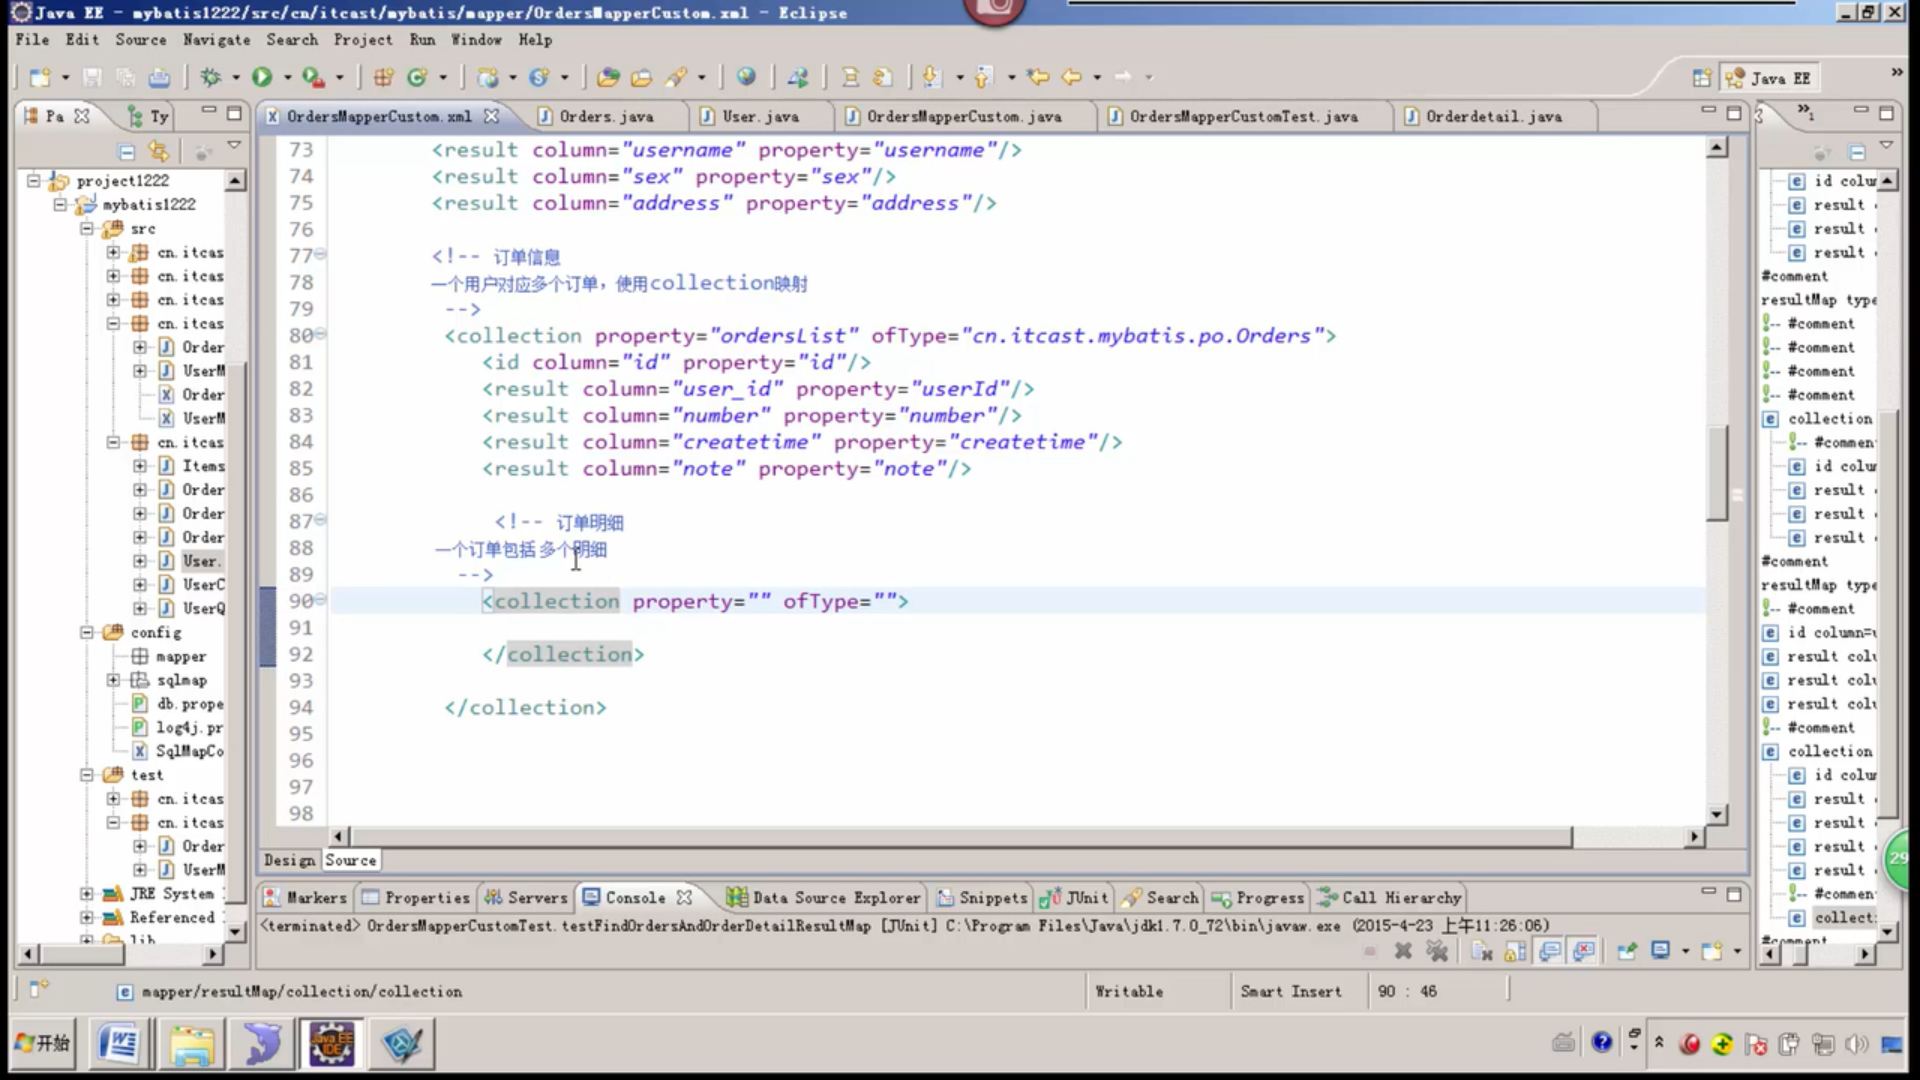 Java EE - mybatis1222/src/cn/itcast/mybatis/mapper/OrdersMapperCustom.xml - Eclipse
File Edit Source Navigate Search Project Run Window Help
Java EE
Pa
Ty
OrdersMapperCustom.xml
Orders.java
User.java
OrdersMapperCustom.java
OrdersMapperCustomTest.java
Orderdetail.java
project1222
mybatis1222
src
cn.itcas
cn.itcas
cn.itcas
cn.itcas
Order
UserM
Order
UserM
cn.itcas
Items
Order
Order
Order
User.
UserC
UserQ
config
mapper
sqlmap
db.prope
log4j.pr
SqlMapCo
test
cn.itcas
cn.itcas
Order
UserM
JRE System
Referenced
lib
73 <result column="username" property="username"/>
74 <result column="sex" property="sex"/>
75 <result column="address" property="address"/>
76
77 <!-- 订单信息
78 一个用户对应多个订单，使用collection映射
79 -->
80 <collection property="ordersList" ofType="cn.itcast.mybatis.po.Orders">
81 <id column="id" property="id"/>
82 <result column="user_id" property="userId"/>
83 <result column="number" property="number"/>
84 <result column="createtime" property="createtime"/>
85 <result column="note" property="note"/>
86
87 <!-- 订单明细
88 一个订单包括 多个明细
89 -->
90 <collection property="" ofType="">
91
92 </collection>
93
94 </collection>
95
96
97
98
Design Source
id colu
result
result
result
#comment
resultMap type
#comment
#comment
#comment
#comment
collection
#commen
id colu
result
result
result
result
#comment
resultMap type
#comment
id column=u
result colu
result colu
result colu
#comment
collection
id colu
result
result
result
result
#commen
collect
#comment
29
Markers Properties Servers Console Data Source Explorer Snippets JUnit Search Progress Call Hierarchy
<terminated> OrdersMapperCustomTest.testFindOrdersAndOrderDetailResultMap [JUnit] C:\Program Files\Java\jdk1.7.0_72\bin\javaw.exe (2015-4-23 上午11:26:06)
mapper/resultMap/collection/collection
Writable
Smart Insert
90 : 46
开始
Java EE
IDE